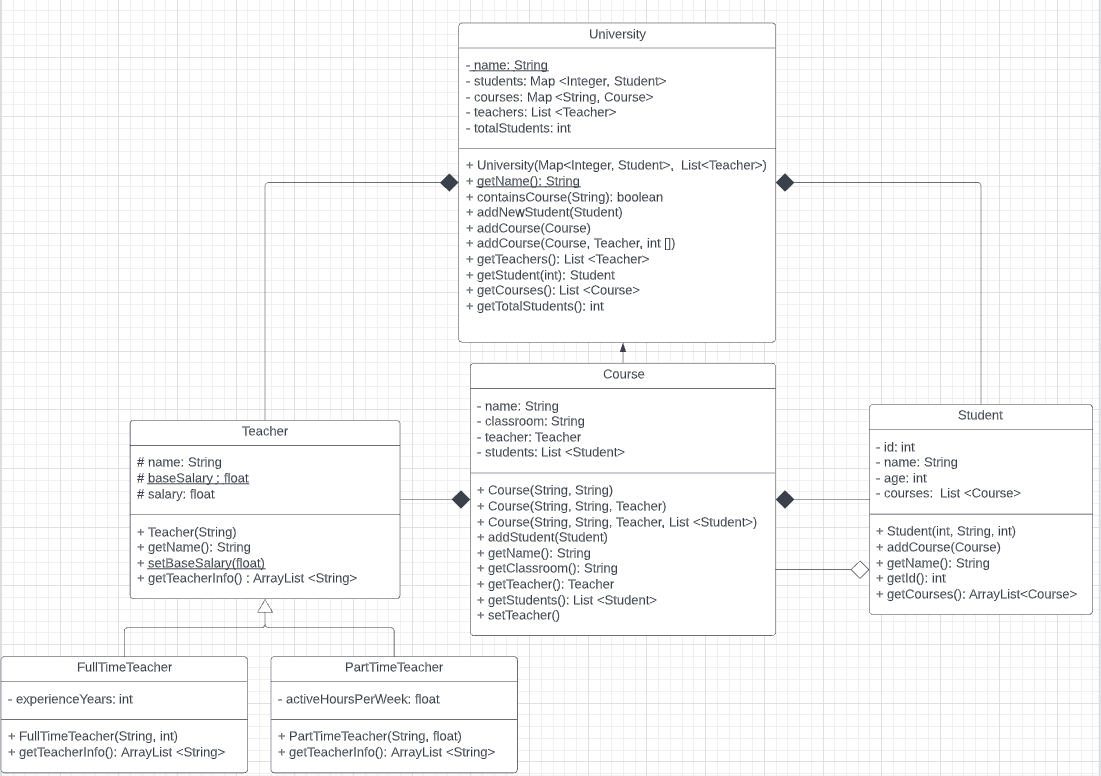 University
- name: String
- students: Map <Integer, Student>
- courses: Map <String, Course>
- teachers: List <Teacher>
- totalStudents: int
+ University(Map<Integer, Student>,  List<Teacher>)
+ getName(): String
+ containsCourse(String): boolean
+ addNewStudent(Student)
+ addCourse(Course)
+ addCourse(Course, Teacher, int [])
+ getTeachers(): List <Teacher>
+ getStudent(int): Student
+ getCourses(): List <Course>
+ getTotalStudents(): int
Course
- name: String
- classroom: String
- teacher: Teacher
- students: List <Student>
+ Course(String, String)
+ Course(String, String, Teacher)
+ Course(String, String, Teacher, List <Student>)
+ addStudent(Student)
+ getName(): String
+ getClassroom(): String
+ getTeacher(): Teacher
+ getStudents(): List <Student>
+ setTeacher()
Student
- id: int
- name: String
- age: int
- courses:  List <Course>
+ Student(int, String, int)
+ addCourse(Course)
+ getName(): String
+ getId(): int
+ getCourses(): ArrayList<Course>
Teacher
# name: String
# baseSalary : float
# salary: float
+ Teacher(String)
+ getName(): String
+ setBaseSalary(float)
+ getTeacherInfo() : ArrayList <String>
FullTimeTeacher
- experienceYears: int
+ FullTimeTeacher(String, int)
+ getTeacherInfo(): ArrayList <String>
PartTimeTeacher
- activeHoursPerWeek: float
+ PartTimeTeacher(String, float)
+ getTeacherInfo(): ArrayList <String>